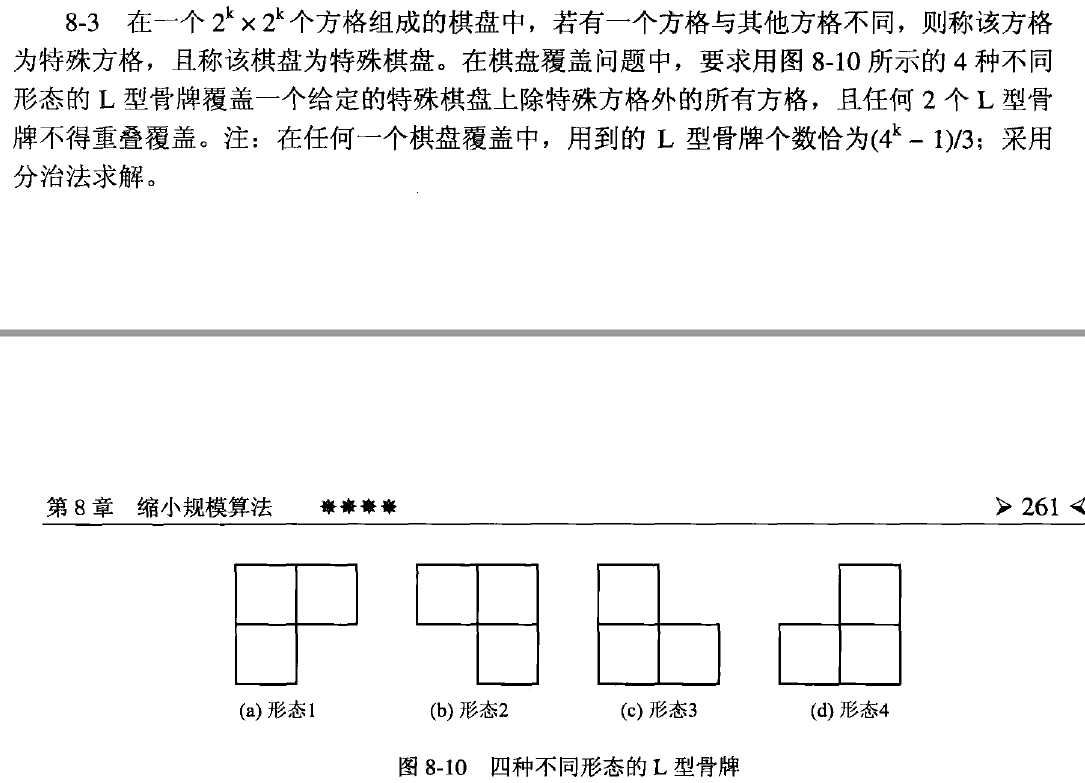 8-3 在一个 2^k × 2^k 个方格组成的棋盘中，若有一个方格与其他方格不同，则称该方格
为特殊方格，且称该棋盘为特殊棋盘。在棋盘覆盖问题中，要求用图 8-10 所示的 4 种不同
形态的 L 型骨牌覆盖一个给定的特殊棋盘上除特殊方格外的所有方格，且任何 2 个 L 型骨
牌不得重叠覆盖。注：在任何一个棋盘覆盖中，用到的 L 型骨牌个数恰为(4^k – 1)/3；采用
分治法求解。
第 8 章 缩小规模算法 ✵✵✵✵ ➢ 261 ⮘
(a) 形态1 (b) 形态2 (c) 形态3 (d) 形态4
图 8-10 四种不同形态的 L 型骨牌